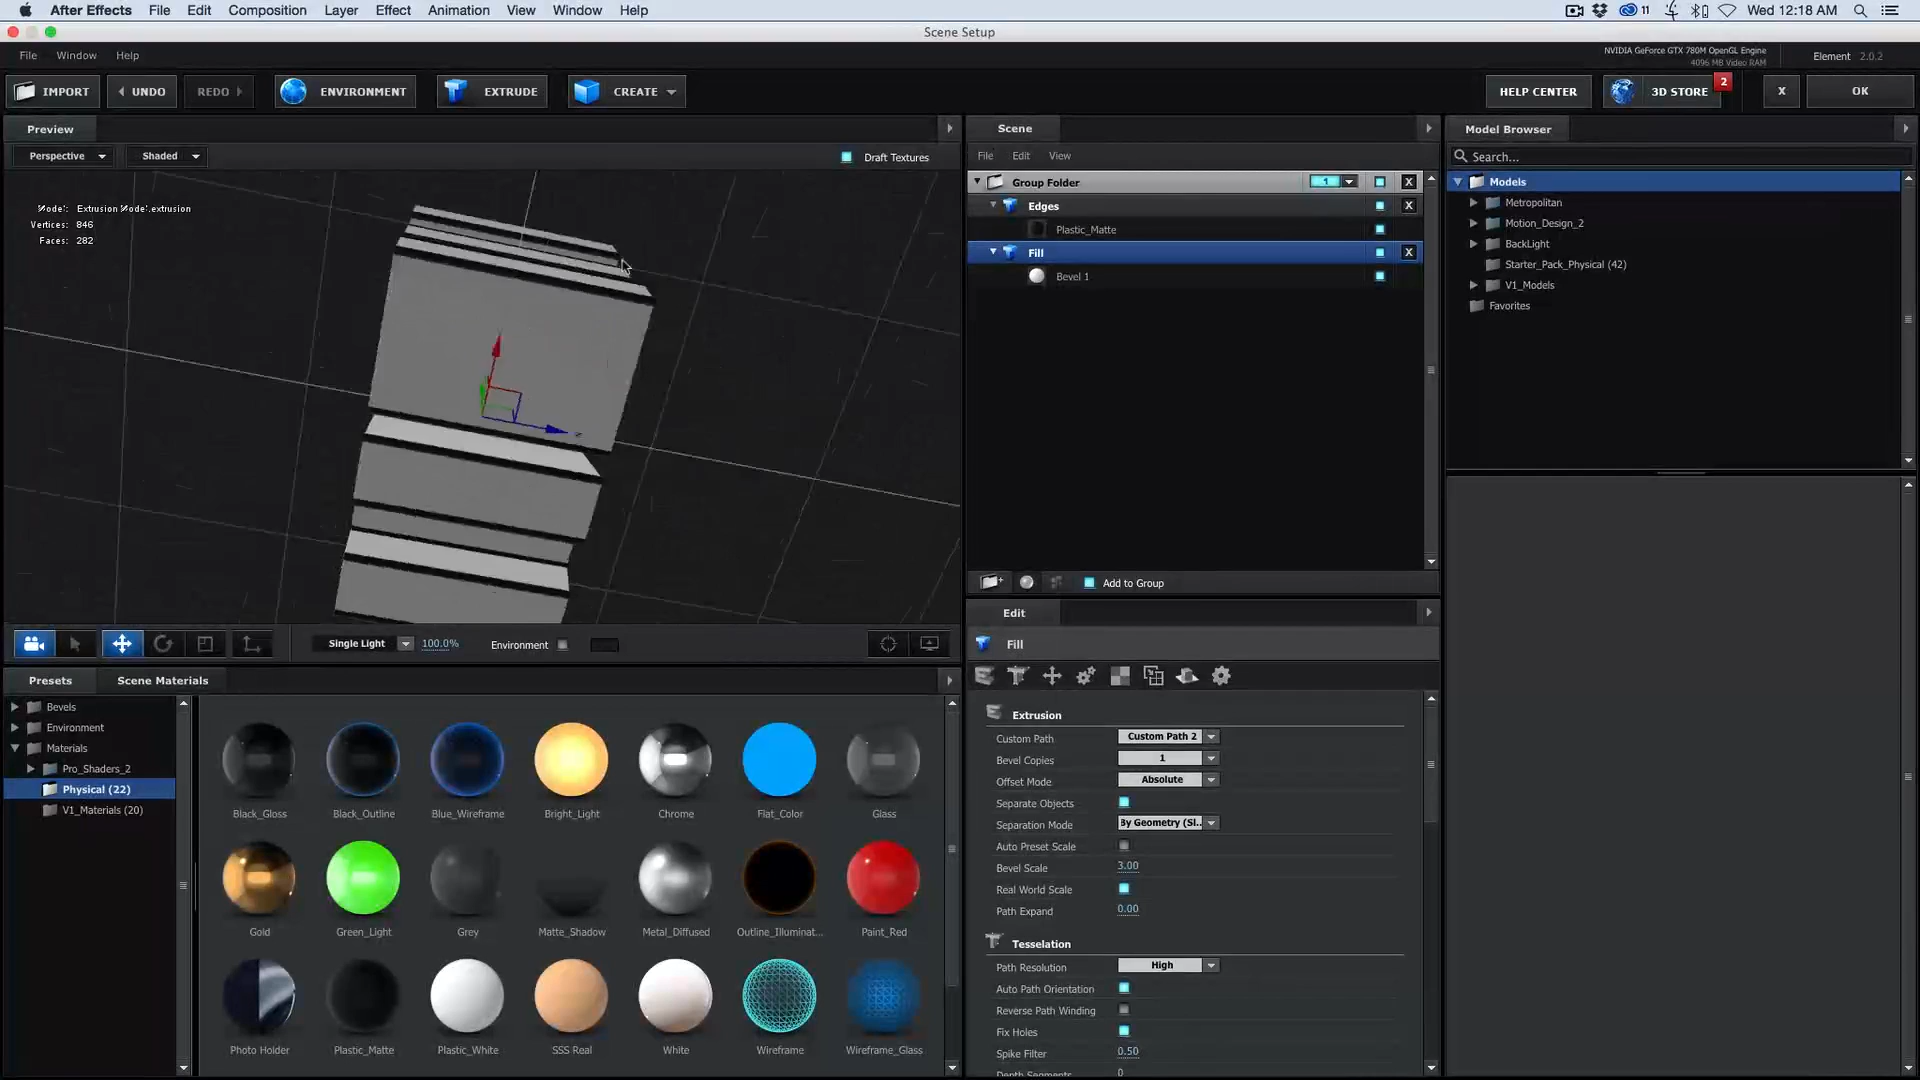 After Effects File Edit Composition Layer Effect Animation View Window Help 11 Wed 12:18 AM
Scene Setup
File Window Help NVIDIA GeForce GTX 780M OpenGL Engine Element 2.0.2
4096 MB Video RAM
IMPORT UNDO REDO ENVIRONMENT EXTRUDE CREATE HELP CENTER 3D STORE 2 X OK
Preview Scene Model Browser
Perspective Shaded Draft Textures File Edit View Search...
Group Folder 1 X Models
Vertices: 846
Faces: 282
Edges X Metropolitan
Plastic_Matte Motion_Design_2
Fill X BackLight
Bevel 1 Starter_Pack_Physical (42)
V1_Models
Favorites
Add to Group
Edit
Single Light 100.0% Environment Fill
Presets Scene Materials
Bevels
Environment
Materials
Pro_Shaders_2
Physical (22)
V1_Materials (20)
Black_Gloss Black_Outline Blue_Wireframe Bright_Light Chrome Flat_Color Glass
Gold Green_Light Grey Matte_Shadow Metal_Diffused Outline_Illuminat... Paint_Red
Photo Holder Plastic_Matte Plastic_White SSS Real White Wireframe Wireframe_Glass
Extrusion
Custom Path Custom Path 2
Bevel Copies 1
Offset Mode Absolute
Separate Objects
Separation Mode By Geometry (Sl..
Auto Preset Scale
Bevel Scale 3.00
Real World Scale
Path Expand 0.00
Tesselation
Path Resolution High
Auto Path Orientation
Reverse Path Winding
Fix Holes
Spike Filter 0.50
Depth Segments 0